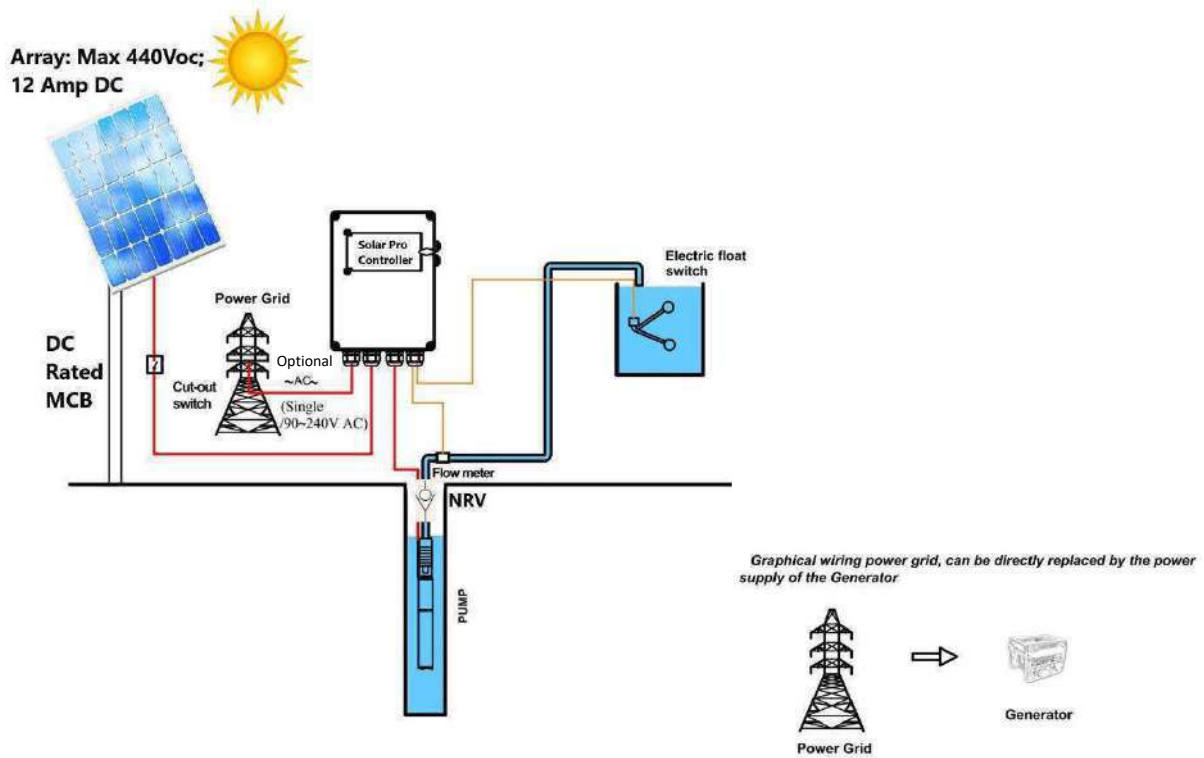 Array: Max 440Voc;
12 Amp DC
Solar Pro
Controller
Electric float
switch
Power Grid
DC
Rated
MCB
Optional
~AC~
Cut-out
switch
(Single
/90~240V AC)
Flow meter
NRV
PUMP
Graphical wiring power grid, can be directly replaced by the power
supply of the Generator
Generator
Power Grid